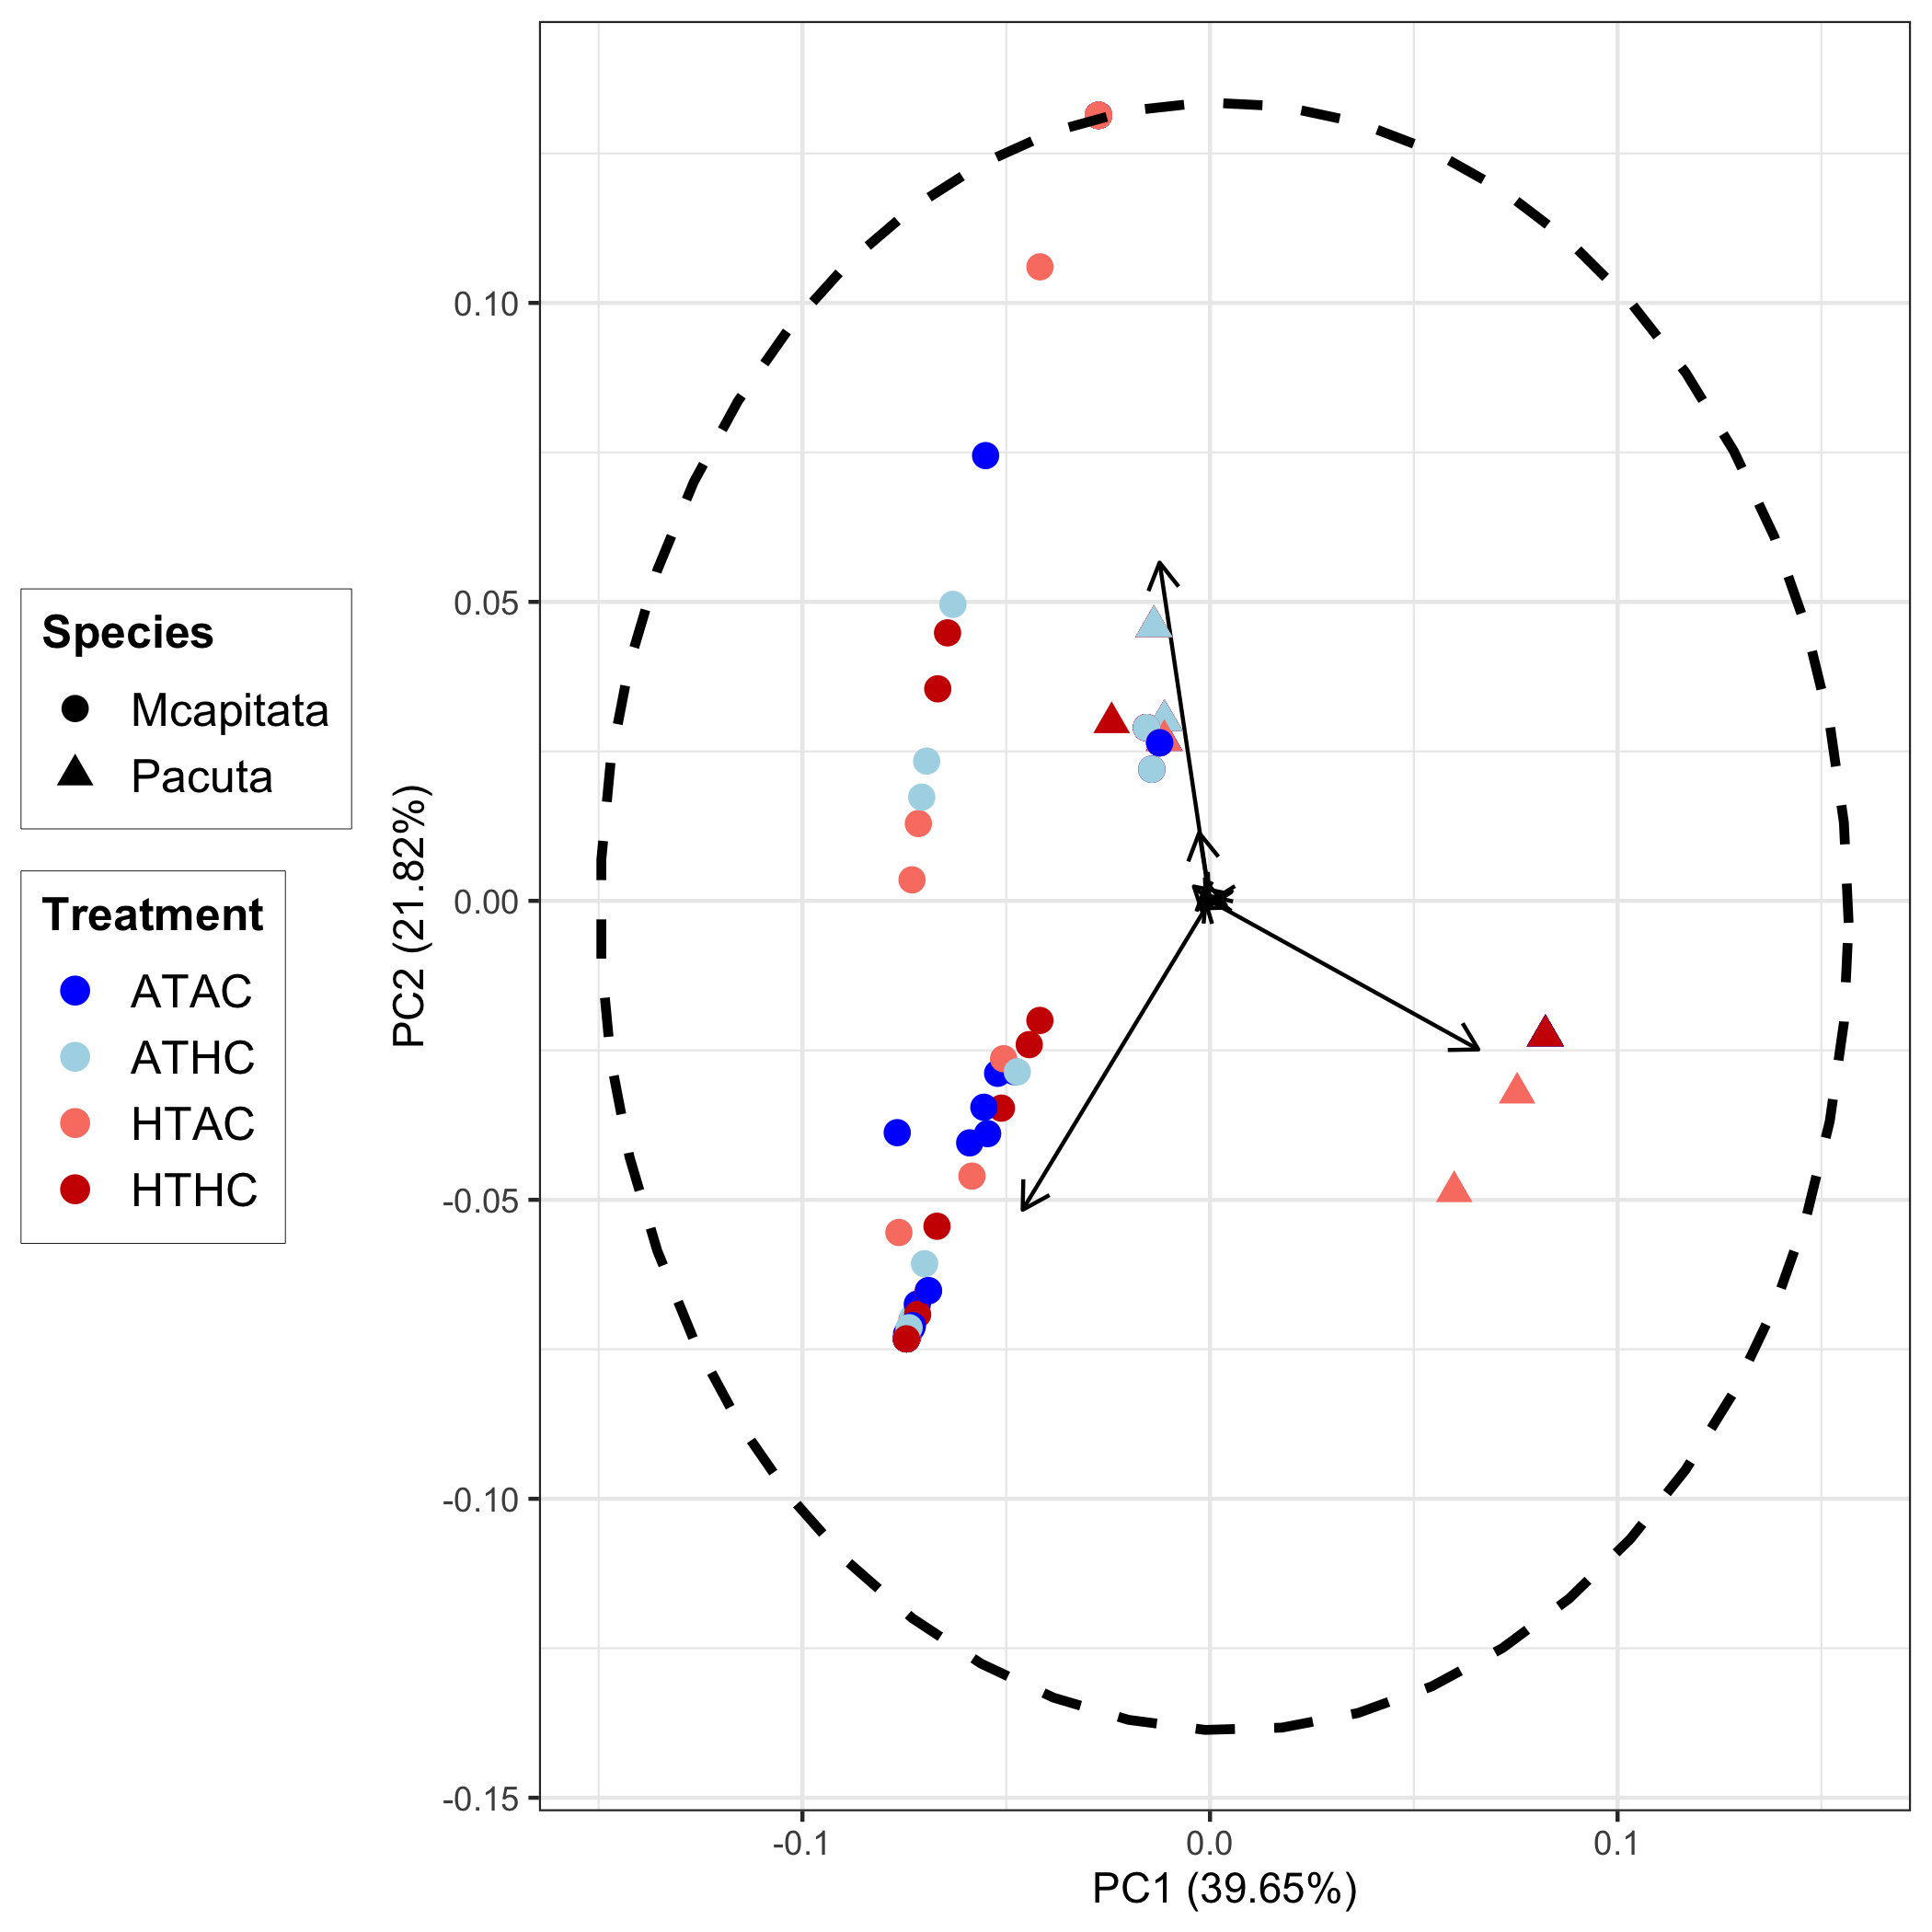 Species
Mcapitata
Pacuta
Treatment
ATAC
ATHC
HTAC
HTHC
PC2 (21.82%)
0.10
0.05
0.00
-0.05
-0.10
-0.15
-0.1
0.0
0.1
PC1 (39.65%)